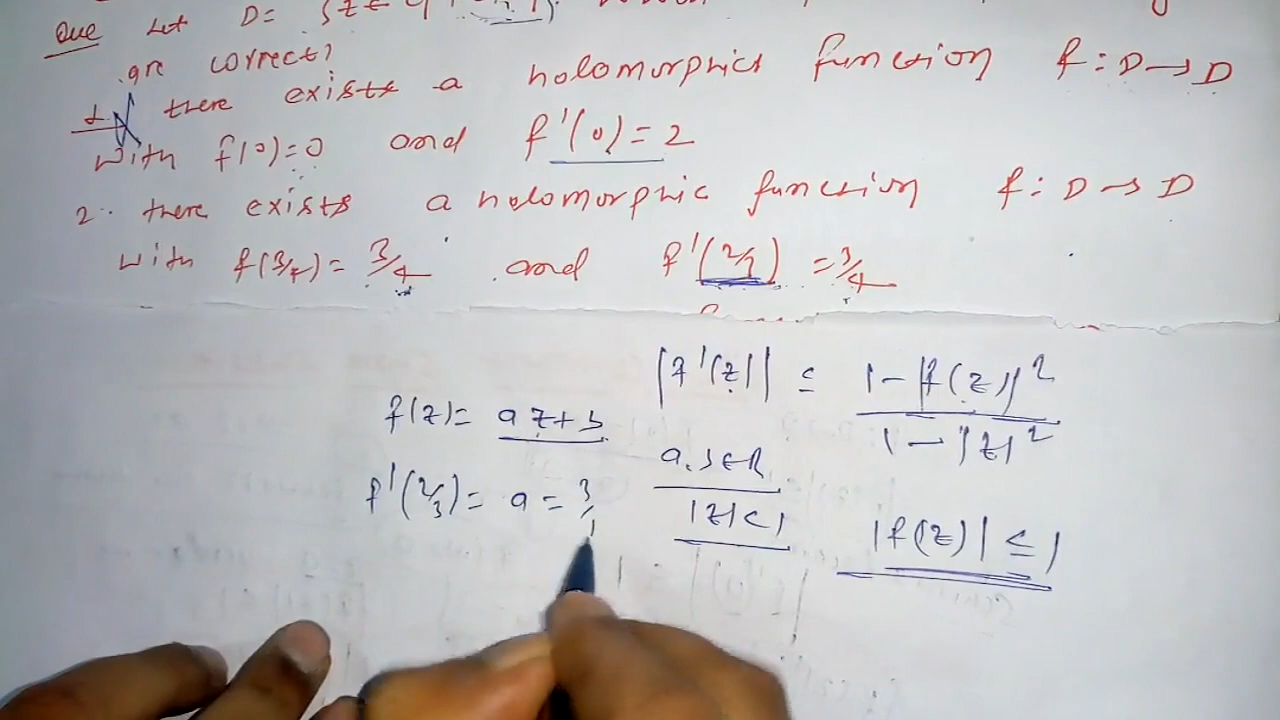 Que Let D=
are correct?
1. there exists a holomorphic function f: D→D
with f(0)=0 and f'(0)=2
2. there exists a holomorphic function f: D→D
with f(3/4)=3/4 and f'(2/3)=3/4
|f'(z)| ≤ 1-|f(z)|² / 1-|z|²
f(z)= az+b
a,b∈R
f'(2/3)= a = 3/
|z|<1
|f(z)| ≤ 1